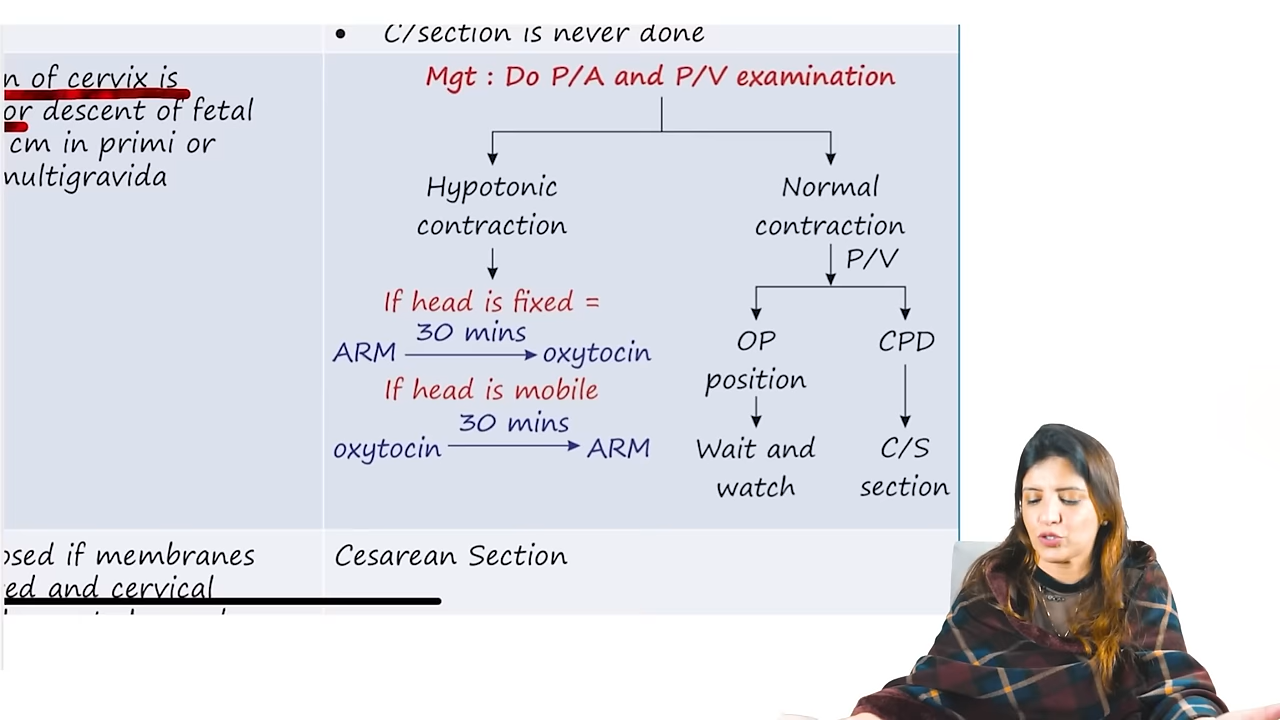 • C/section is never done
n of cervix is
or descent of fetal
cm in primi or
multigravida
Mgt : Do P/A and P/V examination
Hypotonic
contraction
If head is fixed =
30 mins
ARM oxytocin
If head is mobile
30 mins
oxytocin ARM
Normal
contraction
P/V
OP
position
Wait and
watch
CPD
C/S
section
osed if membranes
ed and cervical
Cesarean Section